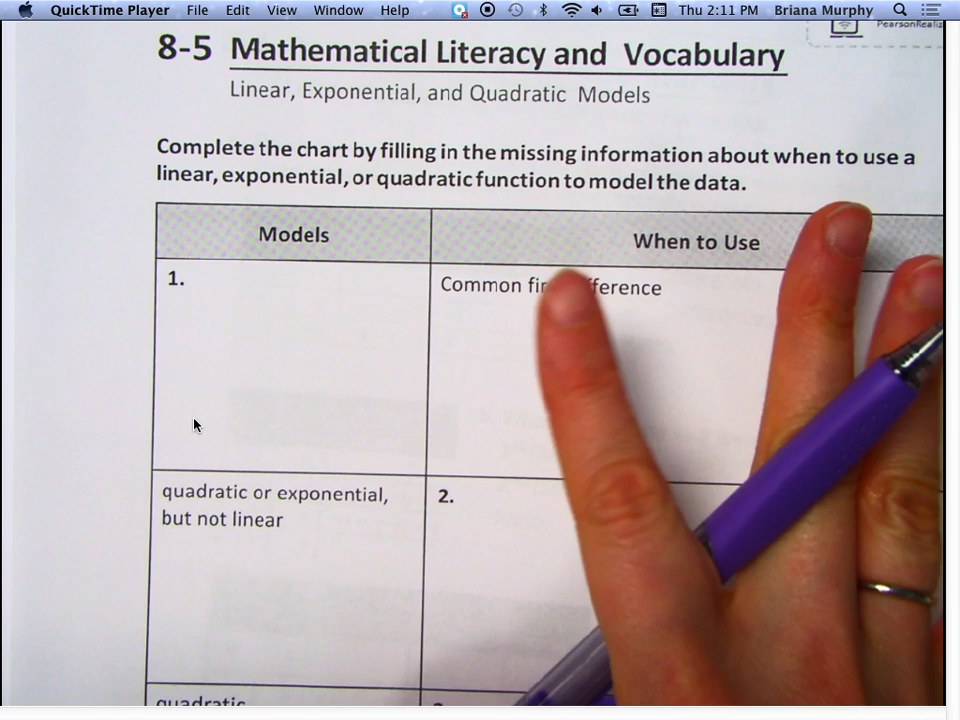 QuickTime Player File Edit View Window Help Thu 2:11 PM Briana Murphy
8-5 Mathematical Literacy and Vocabulary
Linear, Exponential, and Quadratic Models
Complete the chart by filling in the missing information about when to use a
linear, exponential, or quadratic function to model the data.
Models When to Use
1. Common
quadratic or exponential, 2.
but not linear
quadratic